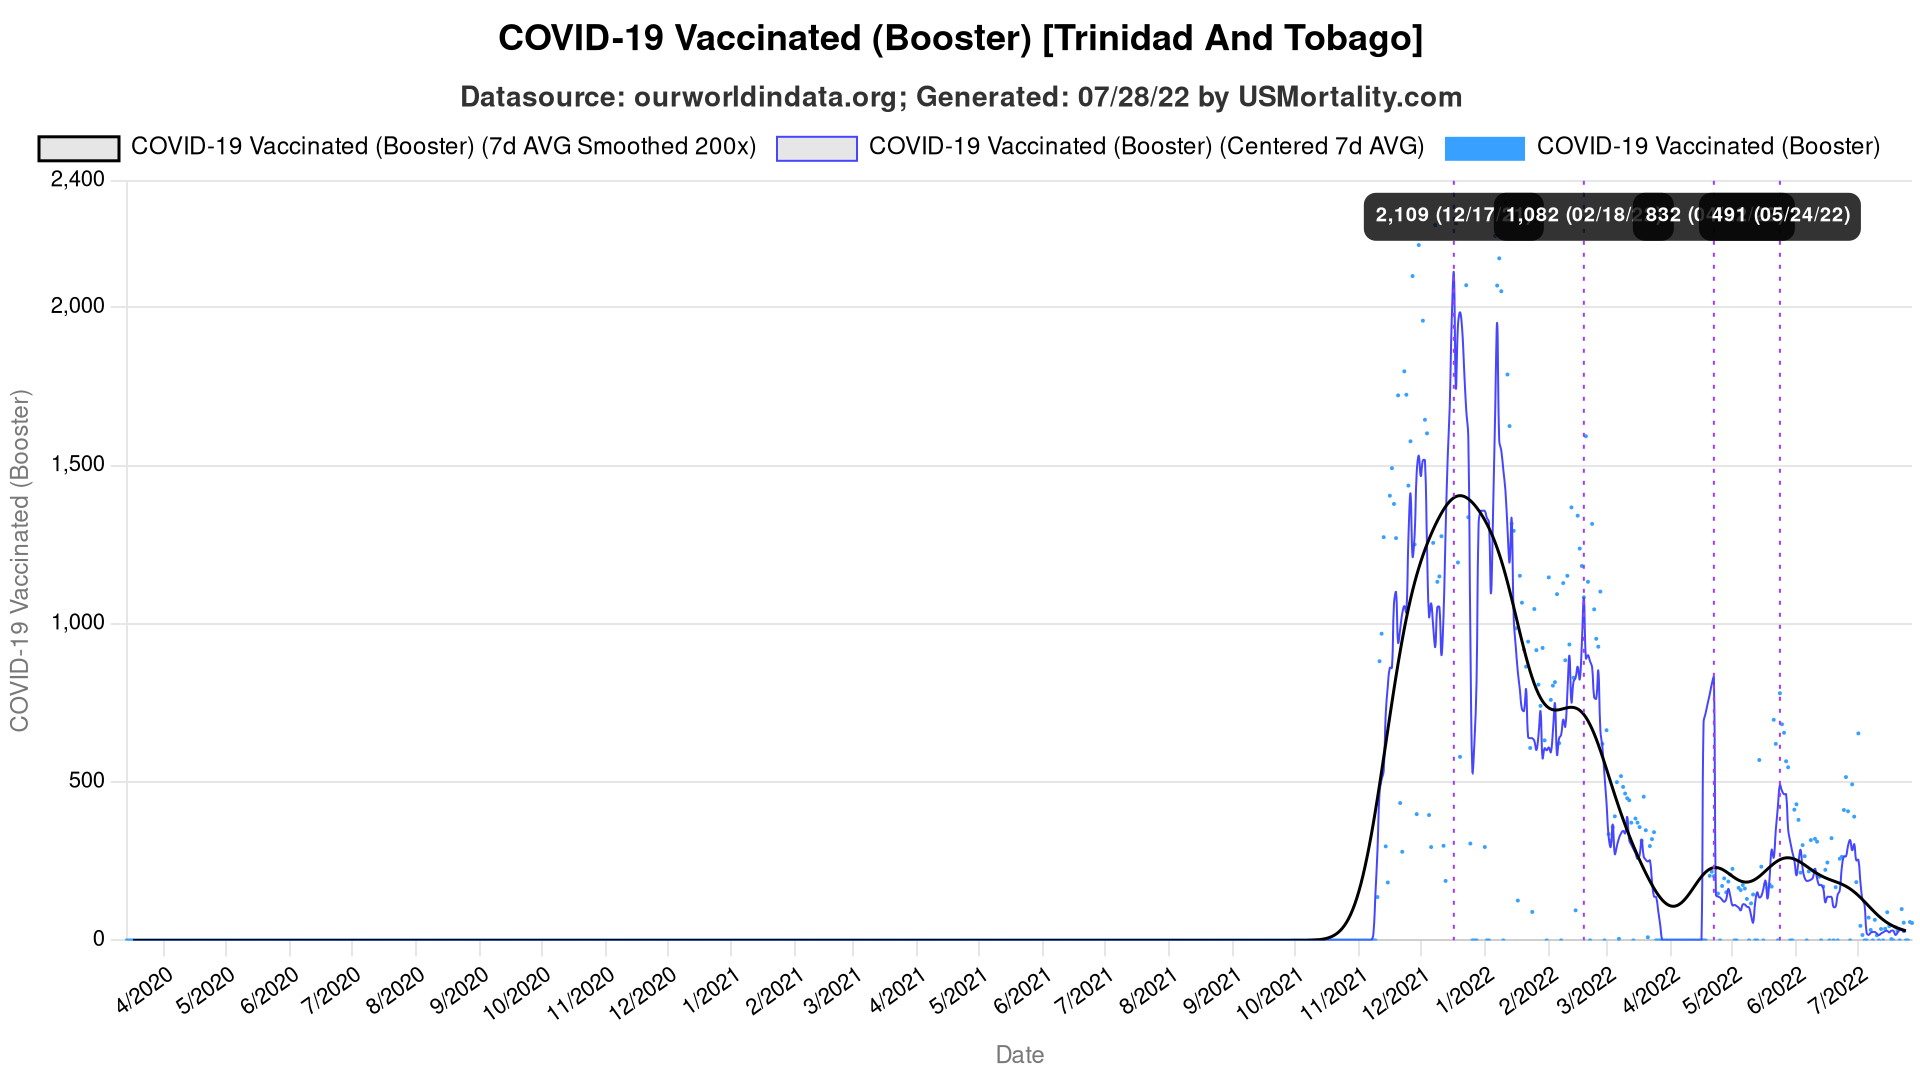 COVID-19 Vaccinated (Booster) [Trinidad And Tobago]
Datasource: ourworldindata.org; Generated: 07/28/22 by USMortality.com
COVID-19 Vaccinated (Booster) (7d AVG Smoothed 200x) COVID-19 Vaccinated (Booster) (Centered 7d AVG) COVID-19 Vaccinated (Booster)
2,400
2,109 (12/17/ 1,082 (02/18/ 832 (0 491 (05/24/22)
2,000
1,500
1,000
500
0
COVID-19 Vaccinated (Booster)
4/2020 5/2020 6/2020 7/2020 8/2020 9/2020 10/2020 11/2020 12/2020 1/2021 2/2021 3/2021 4/2021 5/2021 6/2021 7/2021 8/2021 9/2021 10/2021 11/2021 12/2021 1/2022 2/2022 3/2022 4/2022 5/2022 6/2022 7/2022
Date